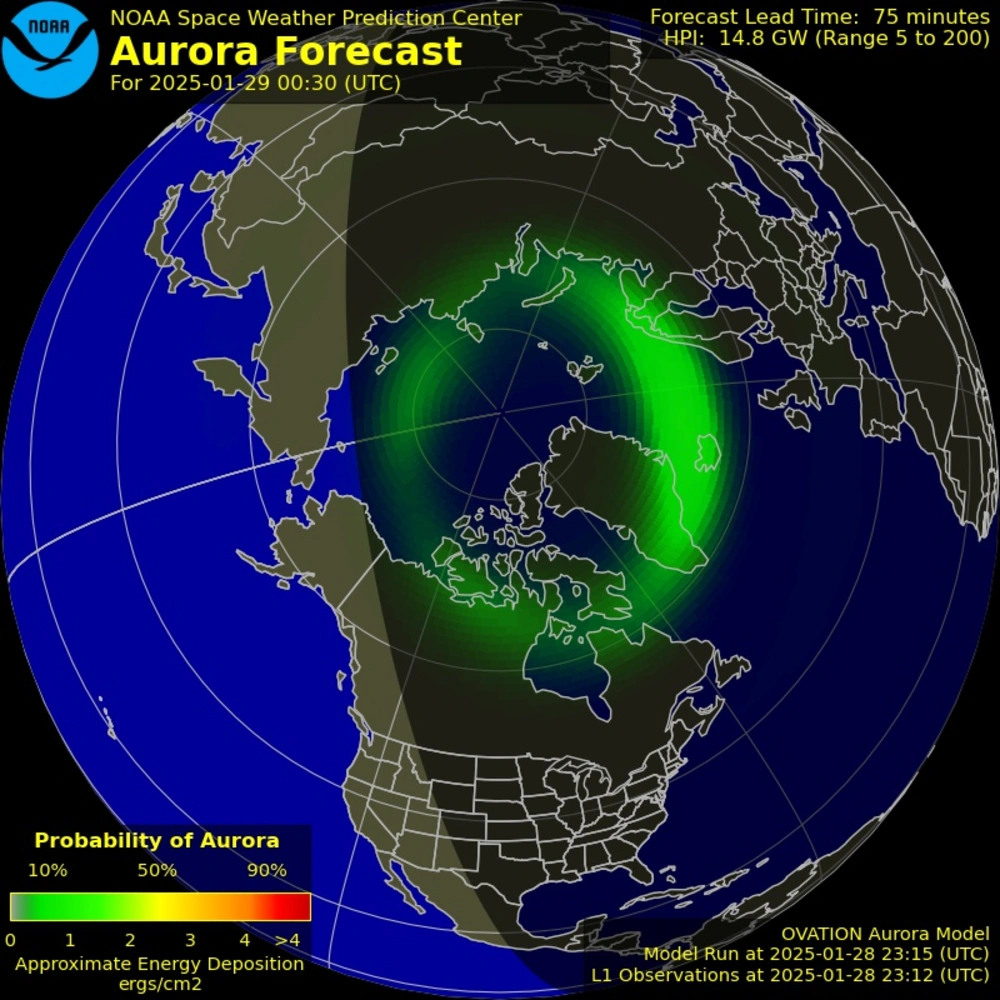 NOAA
NOAA Space Weather Prediction Center
Aurora Forecast
For 2025-01-29 00:30 (UTC)
Forecast Lead Time: 75 minutes
HPI: 14.8 GW (Range 5 to 200)
Probability of Aurora
10% 50% 90%
0 1 2 3 4 >4
Approximate Energy Deposition
ergs/cm2
OVATION Aurora Model
Model Run at 2025-01-28 23:15 (UTC)
L1 Observations at 2025-01-28 23:12 (UTC)